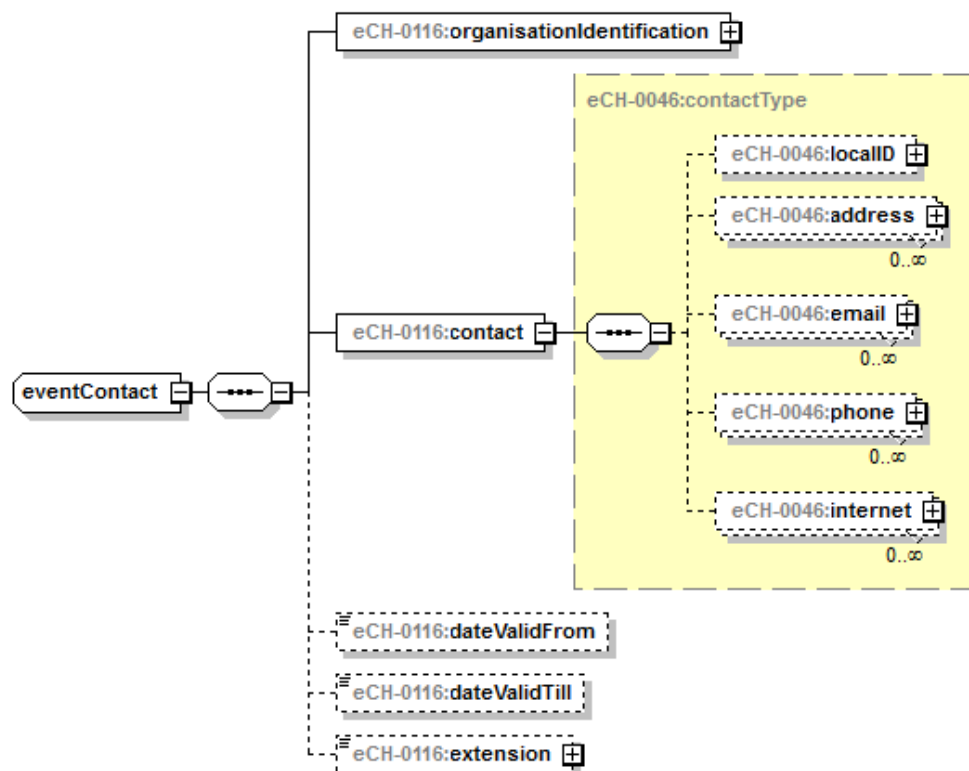 eCH-0116:organisationIdentification
eCH-0046:contactType
eCH-0046:localID
eCH-0046:address
0..∞
eCH-0046:email
0..∞
eCH-0116:contact
eventContact
eCH-0046:phone
0..∞
eCH-0046:internet
0..∞
eCH-0116:dateValidFrom
eCH-0116:dateValidTill
eCH-0116:extension